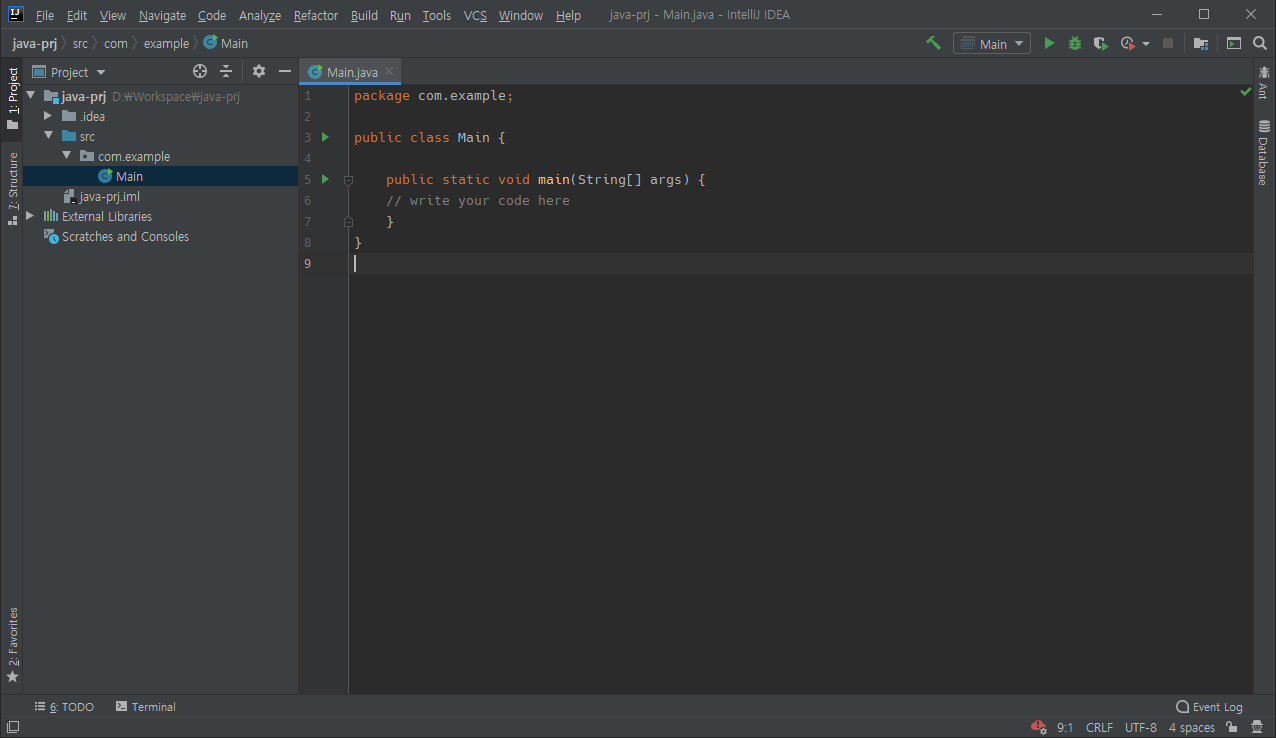 IJ File Edit View Navigate Code Analyze Refactor Build Run Tools VCS Window Help java-prj - Main.java - IntelliJ IDEA
java-prj src com example Main Main
Project
Main.java
1: Project
7: Structure
2: Favorites
java-prj D:₩Workspace₩java-prj
.idea
src
com.example
Main
java-prj.iml
External Libraries
Scratches and Consoles
1 package com.example;
2
3 public class Main {
4
5 public static void main(String[] args) {
6 // write your code here
7 }
8 }
9
Ant
Database
6: TODO Terminal Event Log
9:1 CRLF UTF-8 4 spaces